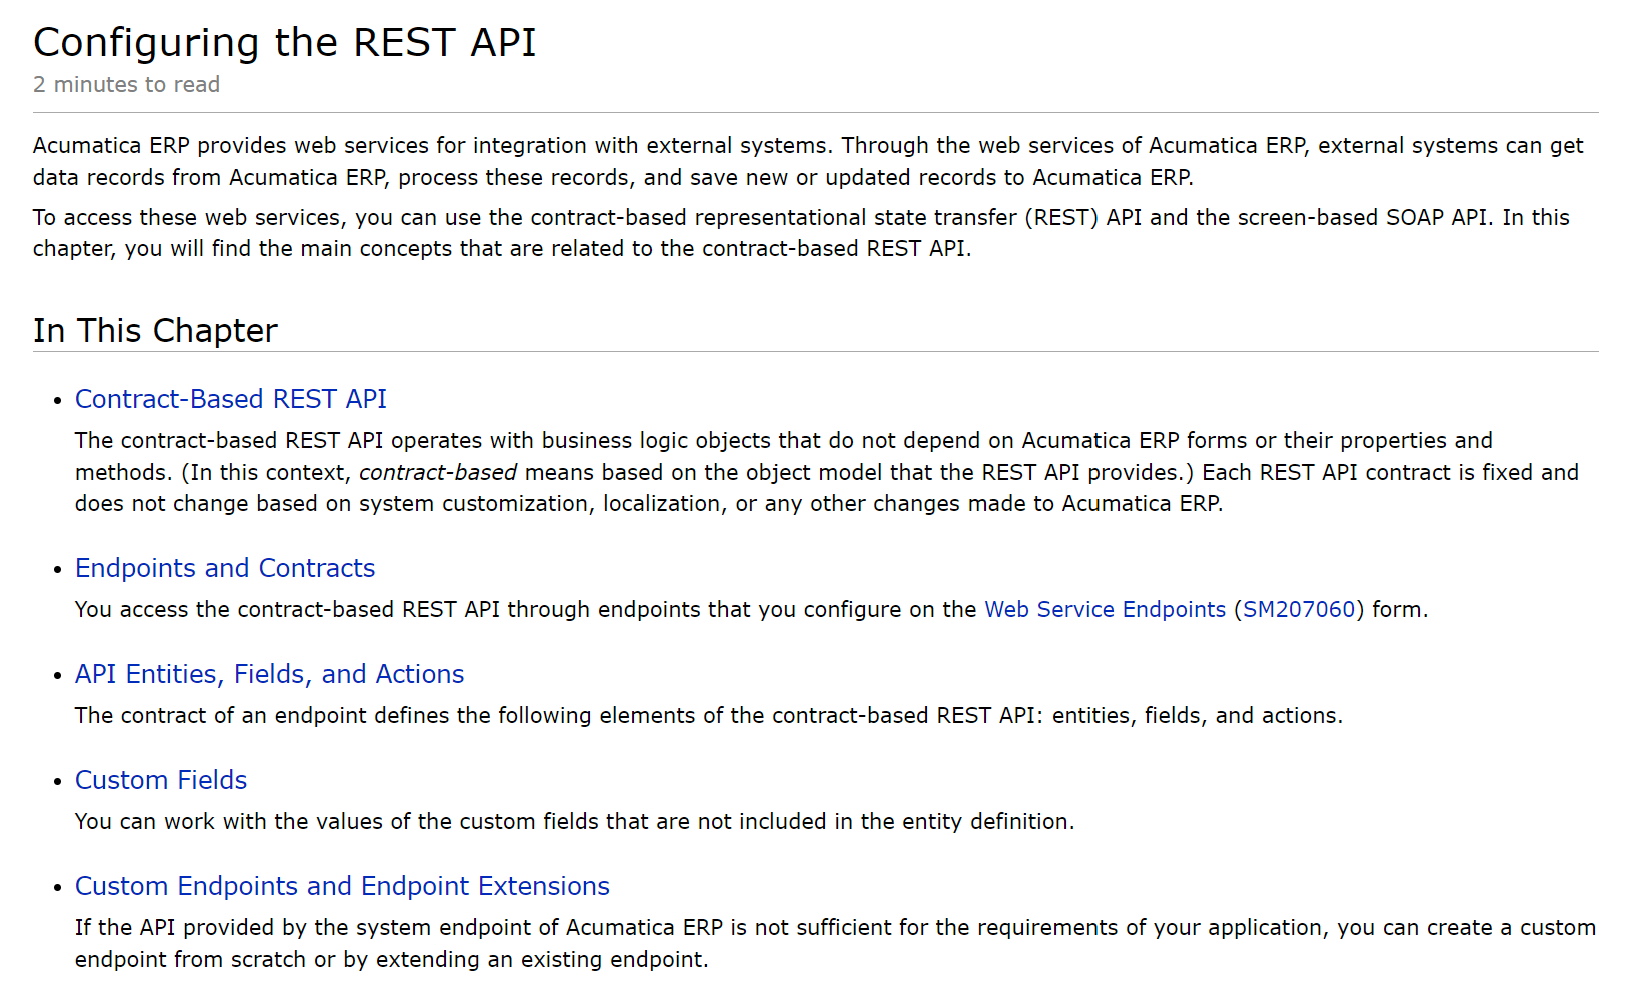 Configuring the REST API
2 minutes to read
Acumatica ERP provides web services for integration with external systems. Through the web services of Acumatica ERP, external systems can get
data records from Acumatica ERP, process these records, and save new or updated records to Acumatica ERP.
To access these web services, you can use the contract-based representational state transfer (REST) API and the screen-based SOAP API. In this
chapter, you will find the main concepts that are related to the contract-based REST API.
In This Chapter
• Contract-Based REST API
The contract-based REST API operates with business logic objects that do not depend on Acumatica ERP forms or their properties and
methods. (In this context, contract-based means based on the object model that the REST API provides.) Each REST API contract is fixed and
does not change based on system customization, localization, or any other changes made to Acumatica ERP.
• Endpoints and Contracts
You access the contract-based REST API through endpoints that you configure on the Web Service Endpoints (SM207060) form.
• API Entities, Fields, and Actions
The contract of an endpoint defines the following elements of the contract-based REST API: entities, fields, and actions.
• Custom Fields
You can work with the values of the custom fields that are not included in the entity definition.
• Custom Endpoints and Endpoint Extensions
If the API provided by the system endpoint of Acumatica ERP is not sufficient for the requirements of your application, you can create a custom
endpoint from scratch or by extending an existing endpoint.